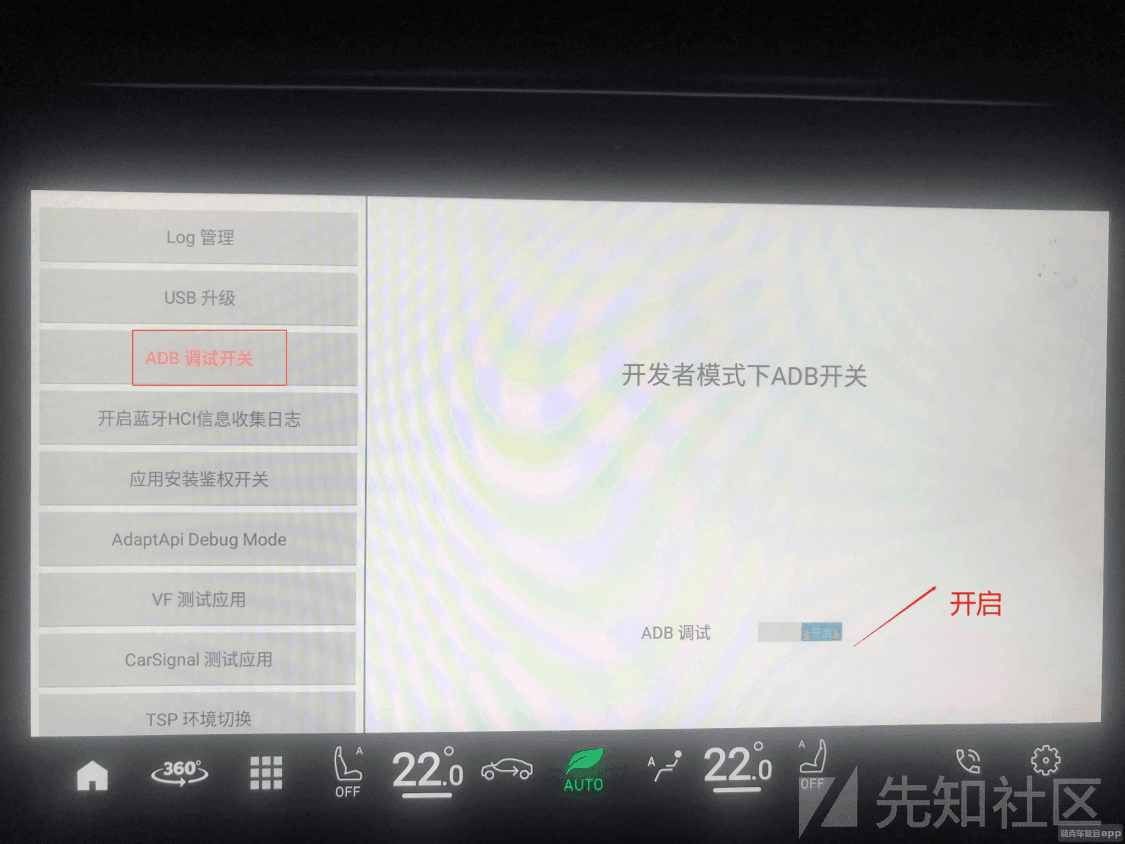 Log 管理
USB 升级
ADB 调试开关
开启蓝牙HCI信息收集日志
应用安装鉴权开关
AdaptApi Debug Mode
VF 测试应用
CarSignal 测试应用
TSP 环境切换
开发者模式下ADB开关
ADB 调试
开启
360°
A
OFF
22.0°
AUTO
A
22.0°
A
OFF
先知社区